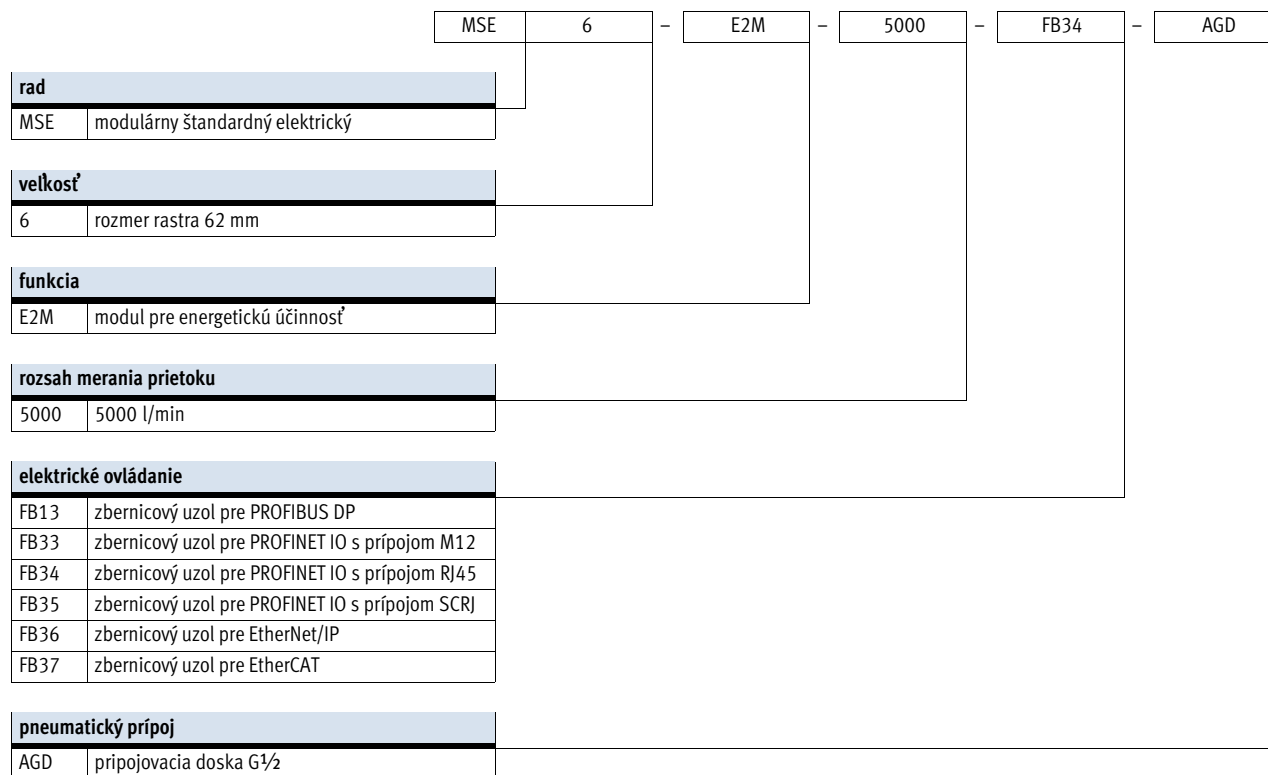 MSE 6 – E2M – 5000 – FB34 – AGD
rad
MSE modulárny štandardný elektrický
veľkosť
6 rozmer rastra 62 mm
funkcia
E2M modul pre energetickú účinnosť
rozsah merania prietoku
5000 5000 l/min
elektrické ovládanie
FB13 zbernicový uzol pre PROFIBUS DP
FB33 zbernicový uzol pre PROFINET IO s prípojom M12
FB34 zbernicový uzol pre PROFINET IO s prípojom RJ45
FB35 zbernicový uzol pre PROFINET IO s prípojom SCRJ
FB36 zbernicový uzol pre EtherNet/IP
FB37 zbernicový uzol pre EtherCAT
pneumatický prípoj
AGD pripojovacia doska G½